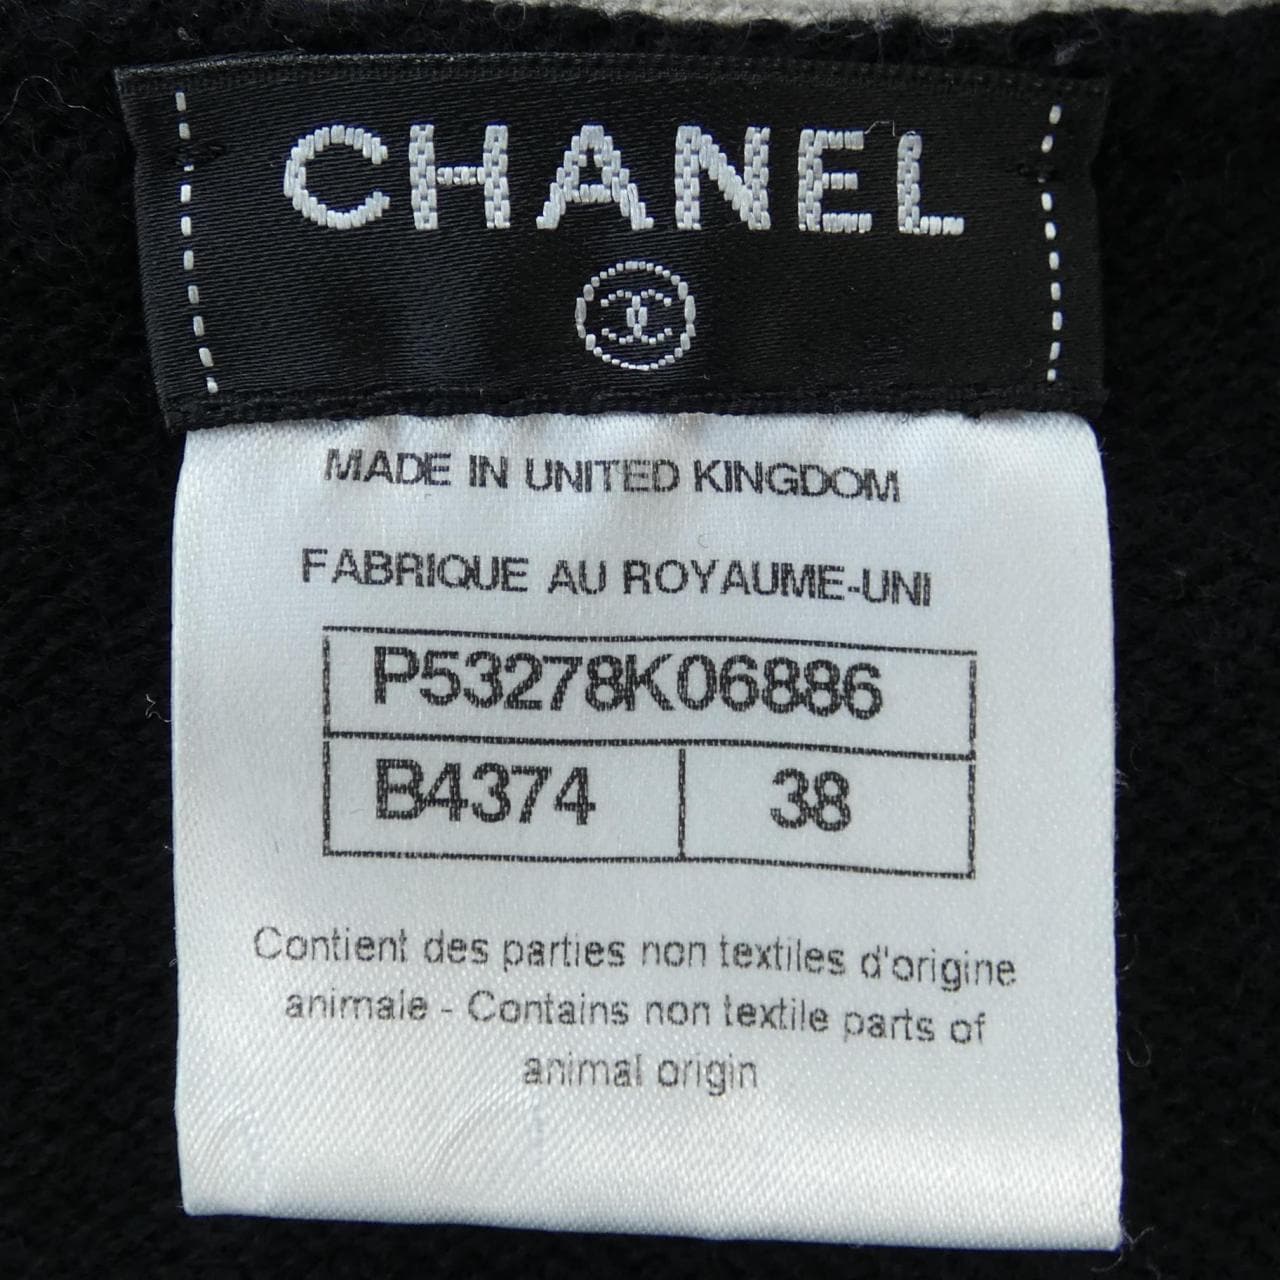 CHANEL
MADE IN UNITED KINGDOM
FABRIQUE AU ROYAUME-UNI
P53278K06886
B4374 38
Contient des parties non textiles d'origine
animale - Contains non textile parts of
animal origin